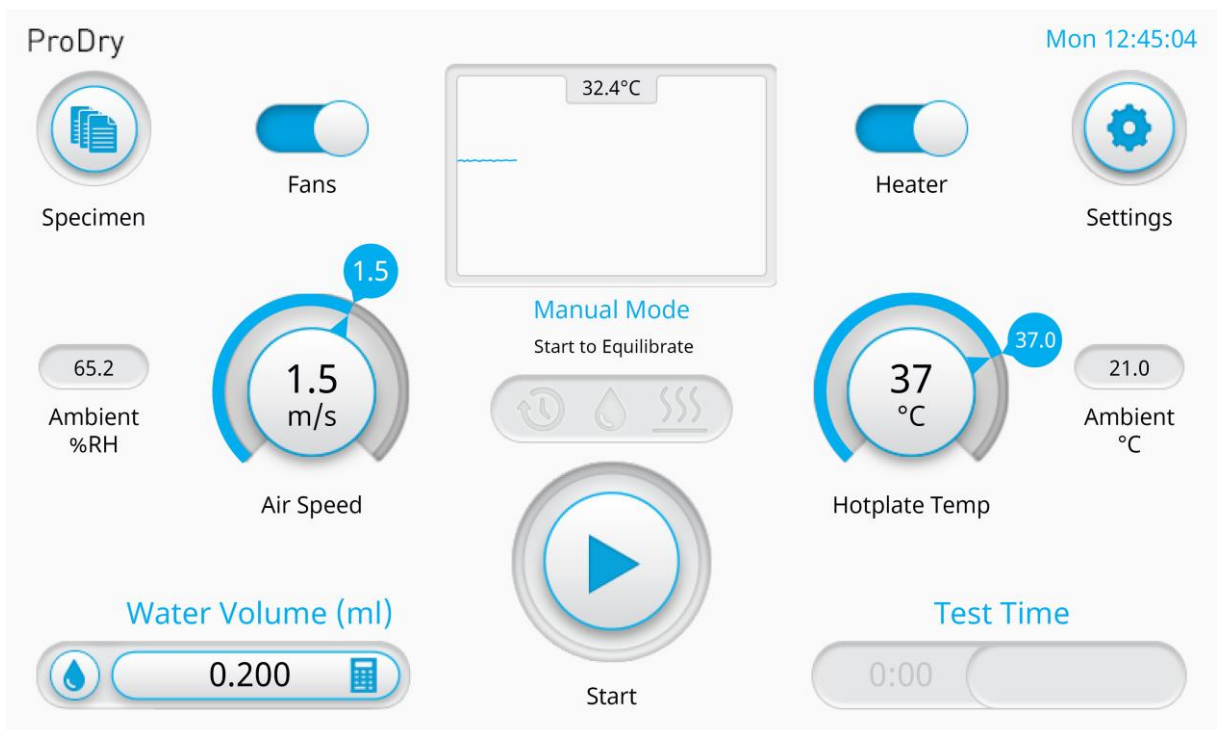 ProDry
Mon 12:45:04
32.4°C
Fans
Heater
Specimen
Settings
1.5
Manual Mode
Start to Equilibrate
37.0
65.2
Ambient
%RH
1.5
m/s
37
°C
21.0
Ambient
°C
Air Speed
Hotplate Temp
Water Volume (ml)
0.200
Start
Test Time
0:00